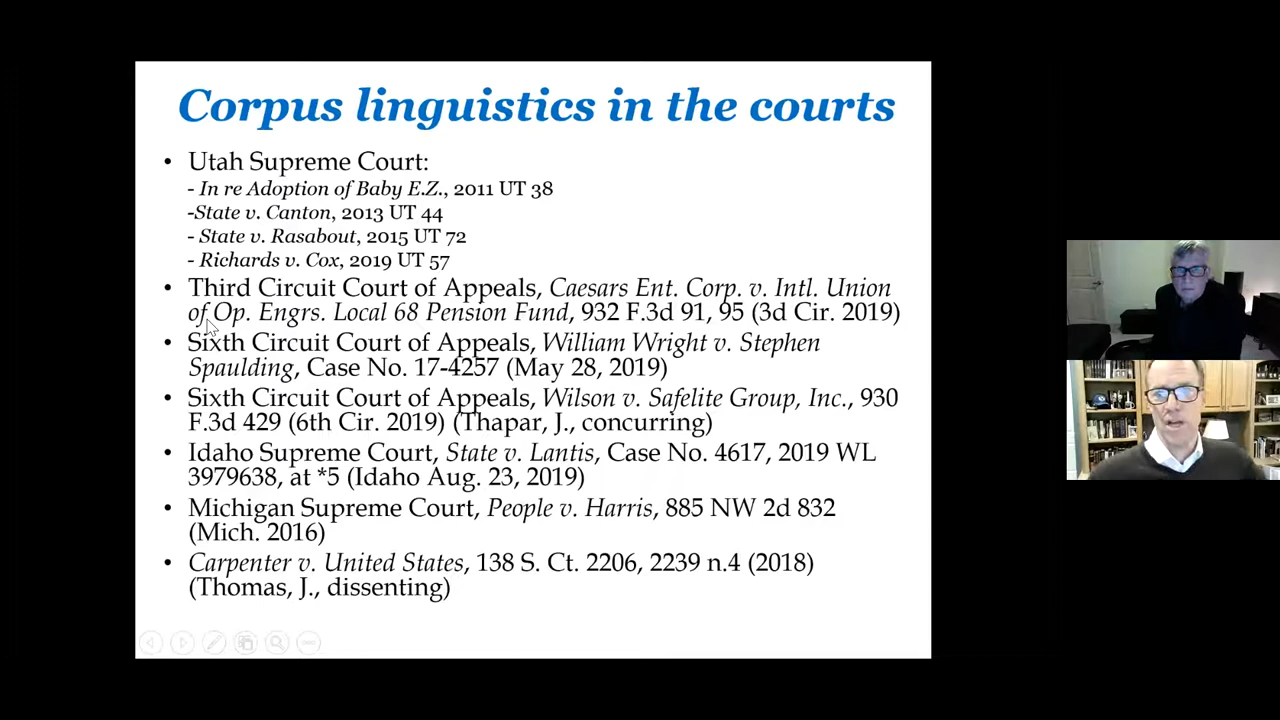 Corpus linguistics in the courts
• Utah Supreme Court:
- In re Adoption of Baby E.Z., 2011 UT 38
-State v. Canton, 2013 UT 44
- State v. Rasabout, 2015 UT 72
- Richards v. Cox, 2019 UT 57
• Third Circuit Court of Appeals, Caesars Ent. Corp. v. Intl. Union
of Op. Engrs. Local 68 Pension Fund, 932 F.3d 91, 95 (3d Cir. 2019)
• Sixth Circuit Court of Appeals, William Wright v. Stephen
Spaulding, Case No. 17-4257 (May 28, 2019)
• Sixth Circuit Court of Appeals, Wilson v. Safelite Group, Inc., 930
F.3d 429 (6th Cir. 2019) (Thapar, J., concurring)
• Idaho Supreme Court, State v. Lantis, Case No. 4617, 2019 WL
3979638, at *5 (Idaho Aug. 23, 2019)
• Michigan Supreme Court, People v. Harris, 885 NW 2d 832
(Mich. 2016)
• Carpenter v. United States, 138 S. Ct. 2206, 2239 n.4 (2018)
(Thomas, J., dissenting)